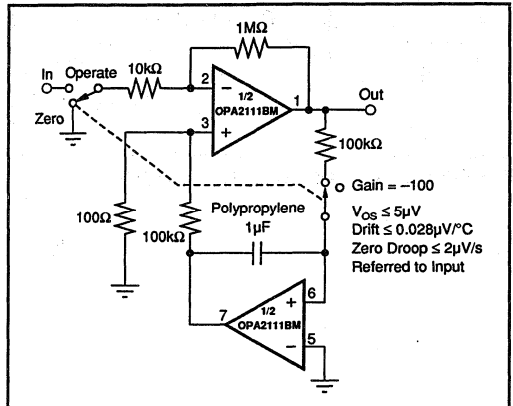 1MΩ
In Operate 10kΩ
2
1
− 1/2
OPA2111BM
Out
Zero
3
+
100kΩ
Gain = −100
100Ω
100kΩ
Polypropylene
1μF
V_OS ≤ 5μV
Drift ≤ 0.028μV/°C
Zero Droop ≤ 2μV/s
Referred to Input
7
1/2
OPA2111BM
+
6
−
5